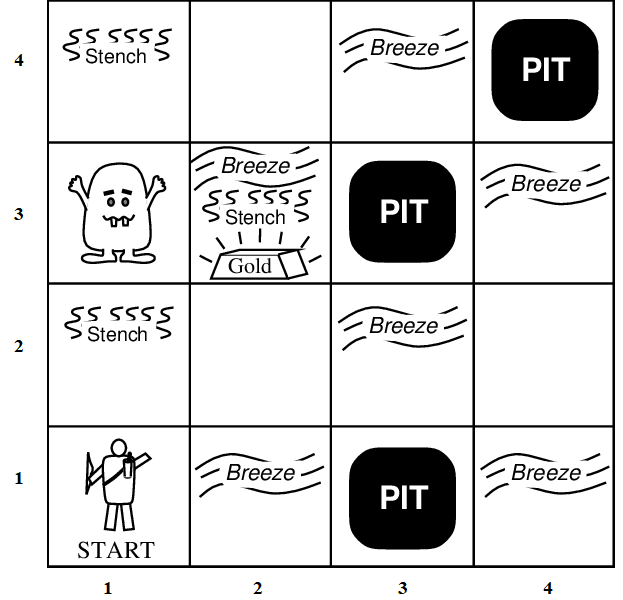 4
Stench
Breeze
PIT
3
Breeze
Stench
Gold
PIT
Breeze
2
Stench
Breeze
1
START
Breeze
PIT
Breeze
1 2 3 4